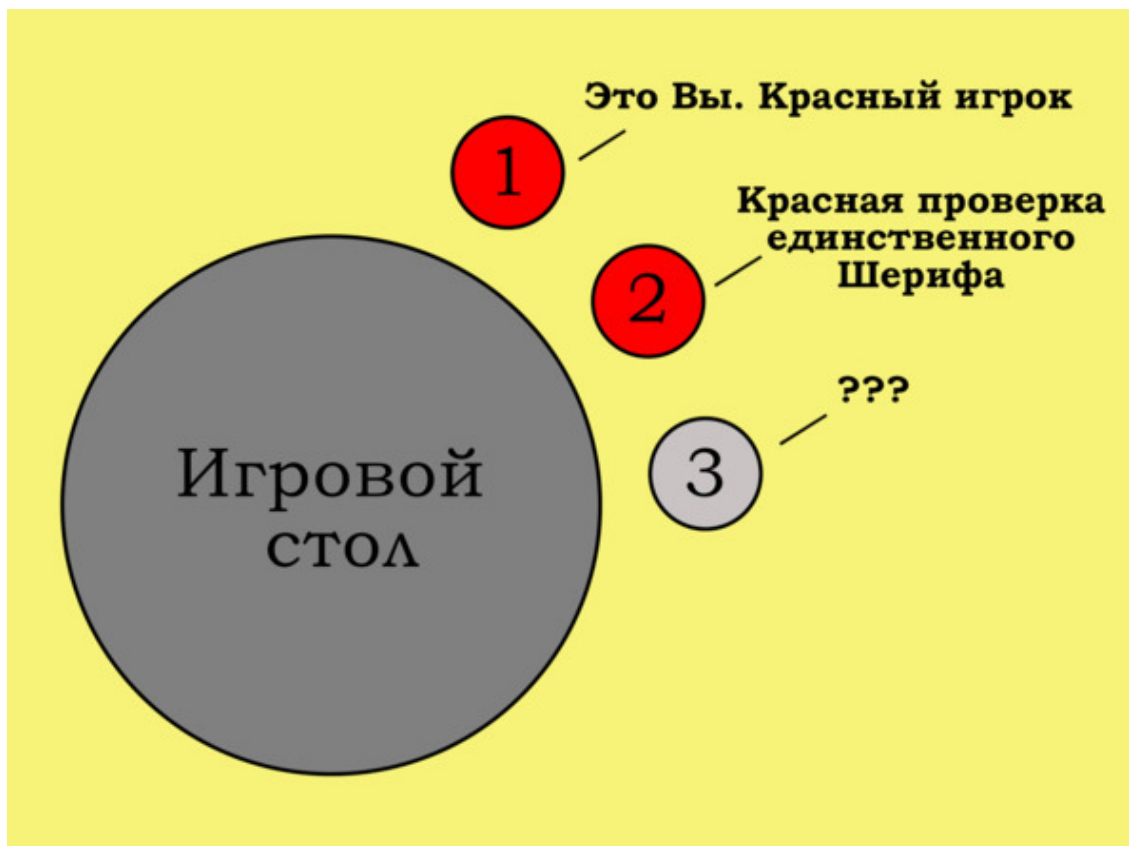 Это Вы. Красный игрок
1
Красная проверка
единственного
Шерифа
2
???
3
Игровой
стол